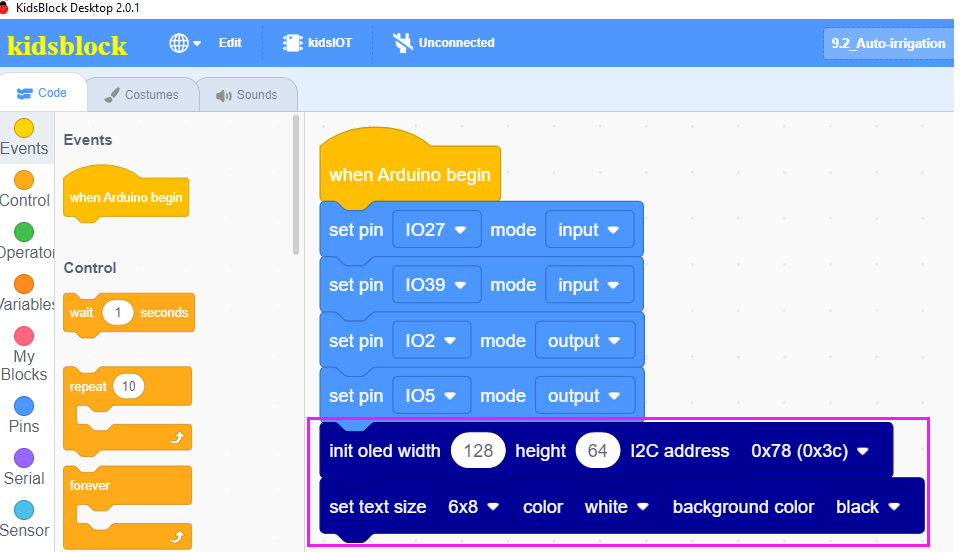 KidsBlock Desktop 2.0.1
kidsblock Edit kidsIOT Unconnected 9.2_Auto-irrigation
Code Costumes Sounds
Events
Control
Operator
Variables
My
Blocks
Pins
Serial
Sensor
Events
when Arduino begin
Control
wait 1 seconds
repeat 10
forever
when Arduino begin
set pin IO27 mode input
set pin IO39 mode input
set pin IO2 mode output
set pin IO5 mode output
init oled width 128 height 64 I2C address 0x78 (0x3c)
set text size 6x8 color white background color black